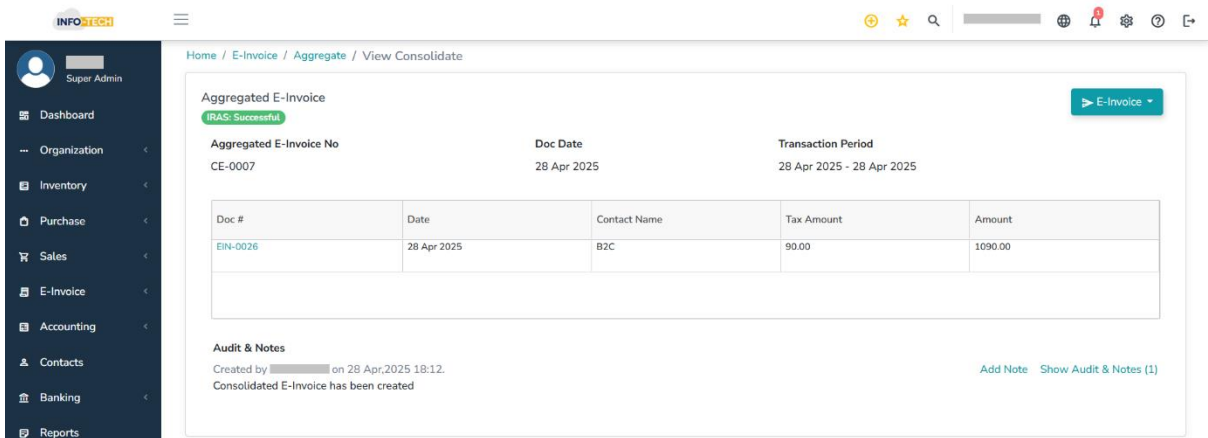 INFO-TECH
1
Super Admin
Dashboard
Organization
Inventory
Purchase
Sales
E-Invoice
Accounting
Contacts
Banking
Reports
Home / E-Invoice / Aggregate / View Consolidate
Aggregated E-Invoice
E-Invoice
IRAS: Successful
Aggregated E-Invoice No Doc Date Transaction Period
CE-0007 28 Apr 2025 28 Apr 2025 - 28 Apr 2025
Doc # Date Contact Name Tax Amount Amount
EIN-0026 28 Apr 2025 B2C 90.00 1090.00
Audit & Notes
Created by on 28 Apr,2025 18:12.
Add Note Show Audit & Notes (1)
Consolidated E-Invoice has been created